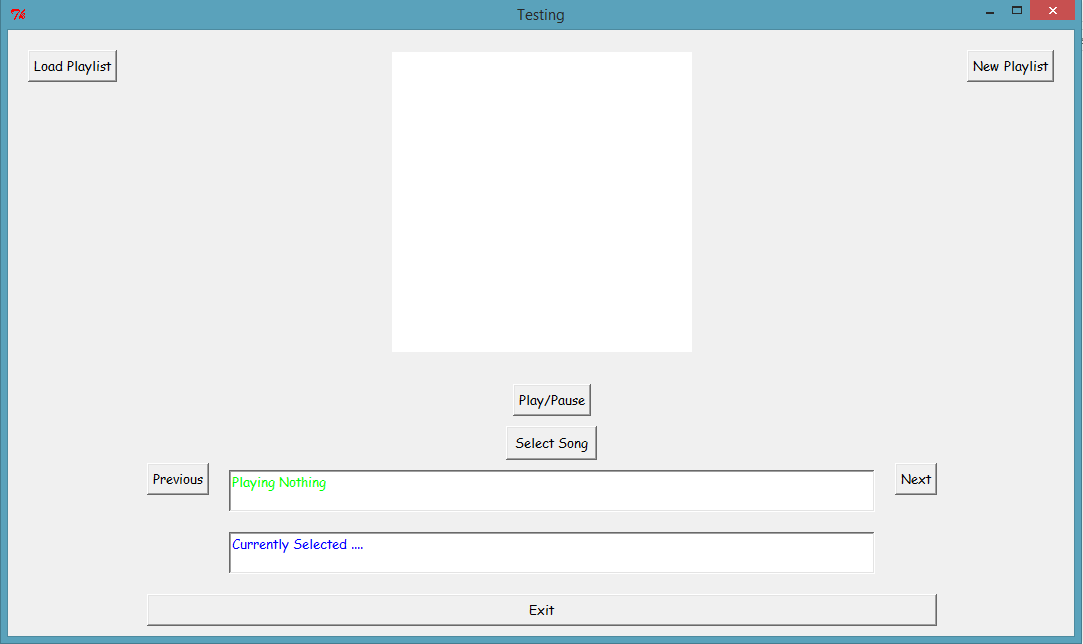 Testing
Load Playlist
New Playlist
Play/Pause
Select Song
Previous
Playing Nothing
Next
Currently Selected ....
Exit